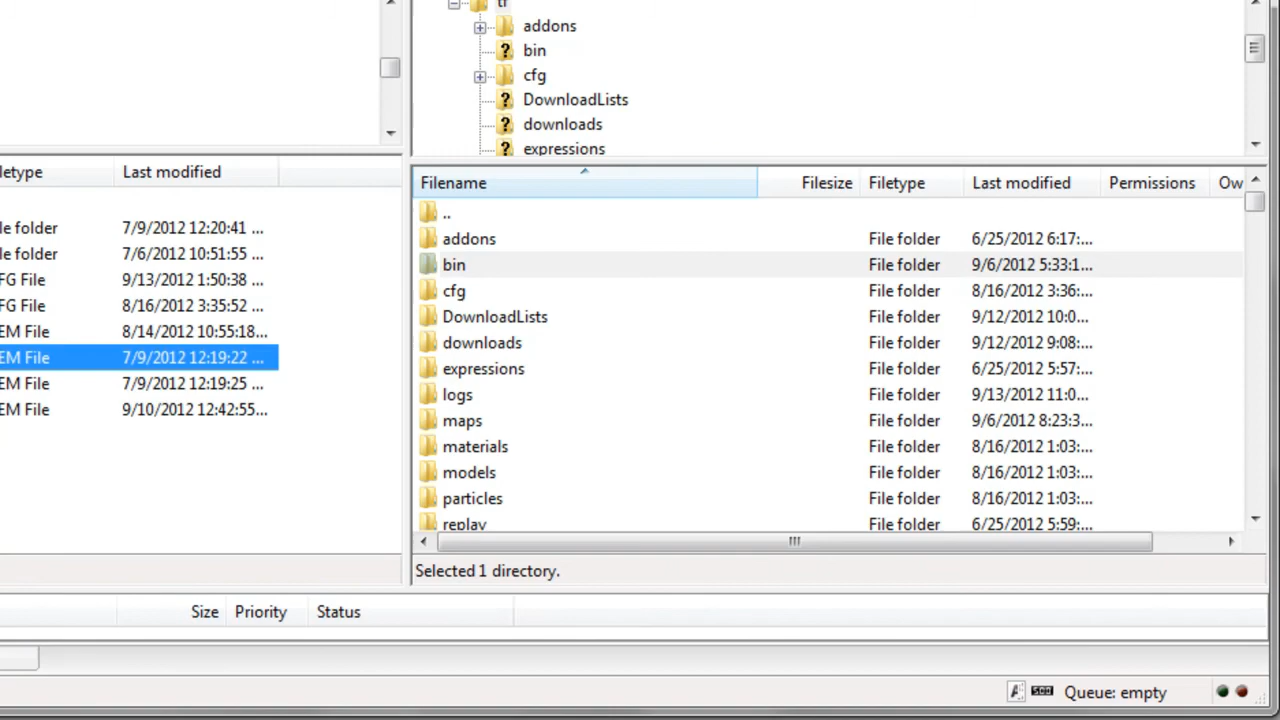 tf
addons
bin
cfg
DownloadLists
downloads
expressions
letype Last modified
le folder 7/9/2012 12:20:41 ...
le folder 7/6/2012 10:51:55 ...
FG File 9/13/2012 1:50:38 ...
FG File 8/16/2012 3:35:52 ...
EM File 8/14/2012 10:55:18...
EM File 7/9/2012 12:19:22 ...
EM File 7/9/2012 12:19:25 ...
EM File 9/10/2012 12:42:55...
Filename Filesize Filetype Last modified Permissions Ow
..
addons File folder 6/25/2012 6:17:...
bin File folder 9/6/2012 5:33:1...
cfg File folder 8/16/2012 3:36:...
DownloadLists File folder 9/12/2012 10:0...
downloads File folder 9/12/2012 9:08:...
expressions File folder 6/25/2012 5:57:...
logs File folder 9/13/2012 11:0...
maps File folder 9/6/2012 8:23:3...
materials File folder 8/16/2012 1:03:...
models File folder 8/16/2012 1:03:...
particles File folder 8/16/2012 1:03:...
replay File folder 6/25/2012 5:59:...
Selected 1 directory.
Size Priority Status
Queue: empty